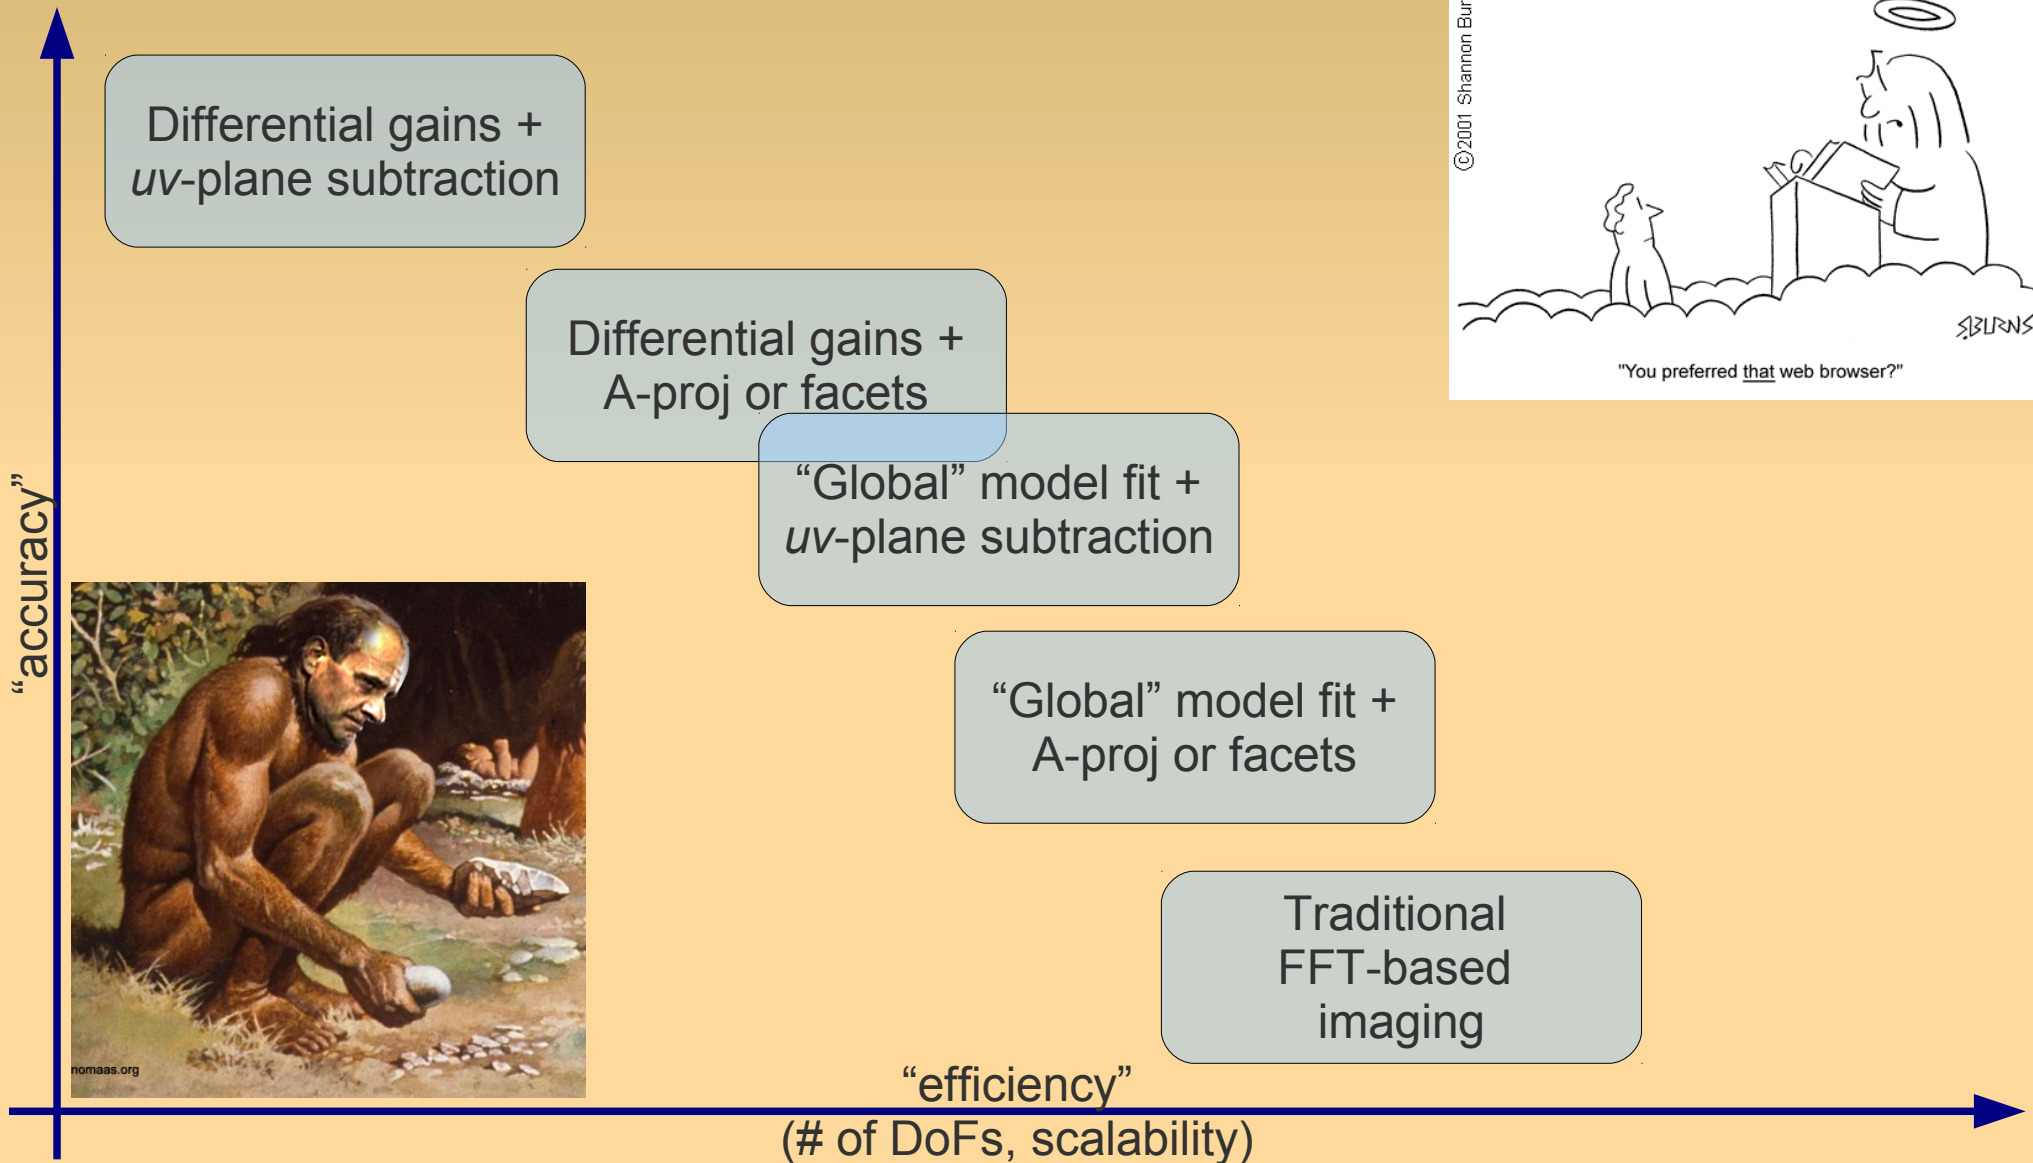 ©2001 Shannon Bur
Differential gains +
uv-plane subtraction
Differential gains +
A-proj or facets
SBURNS
"You preferred that web browser?"
“Global” model fit +
uv-plane subtraction
“accuracy”
“Global” model fit +
A-proj or facets
Traditional
FFT-based
imaging
nomaas.org
“efficiency”
(# of DoFs, scalability)